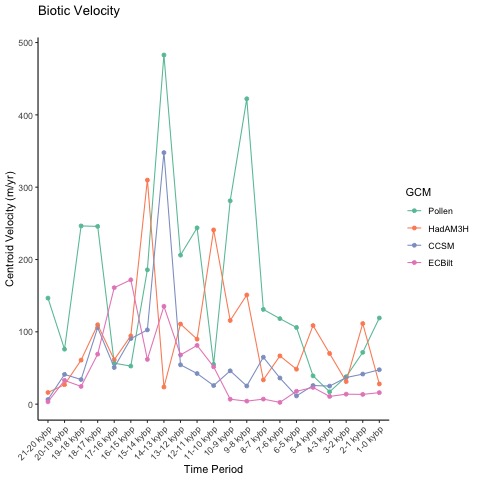 Biotic Velocity
500
400
300
200
100
0
Centroid Velocity (m/yr)
21-20 kybp
20-19 kybp
19-18 kybp
18-17 kybp
17-16 kybp
16-15 kybp
15-14 kybp
14-13 kybp
13-12 kybp
12-11 kybp
11-10 kybp
10-9 kybp
9-8 kybp
8-7 kybp
7-6 kybp
6-5 kybp
5-4 kybp
4-3 kybp
3-2 kybp
2-1 kybp
1-0 kybp
Time Period
GCM
Pollen
HadAM3H
CCSM
ECBilt